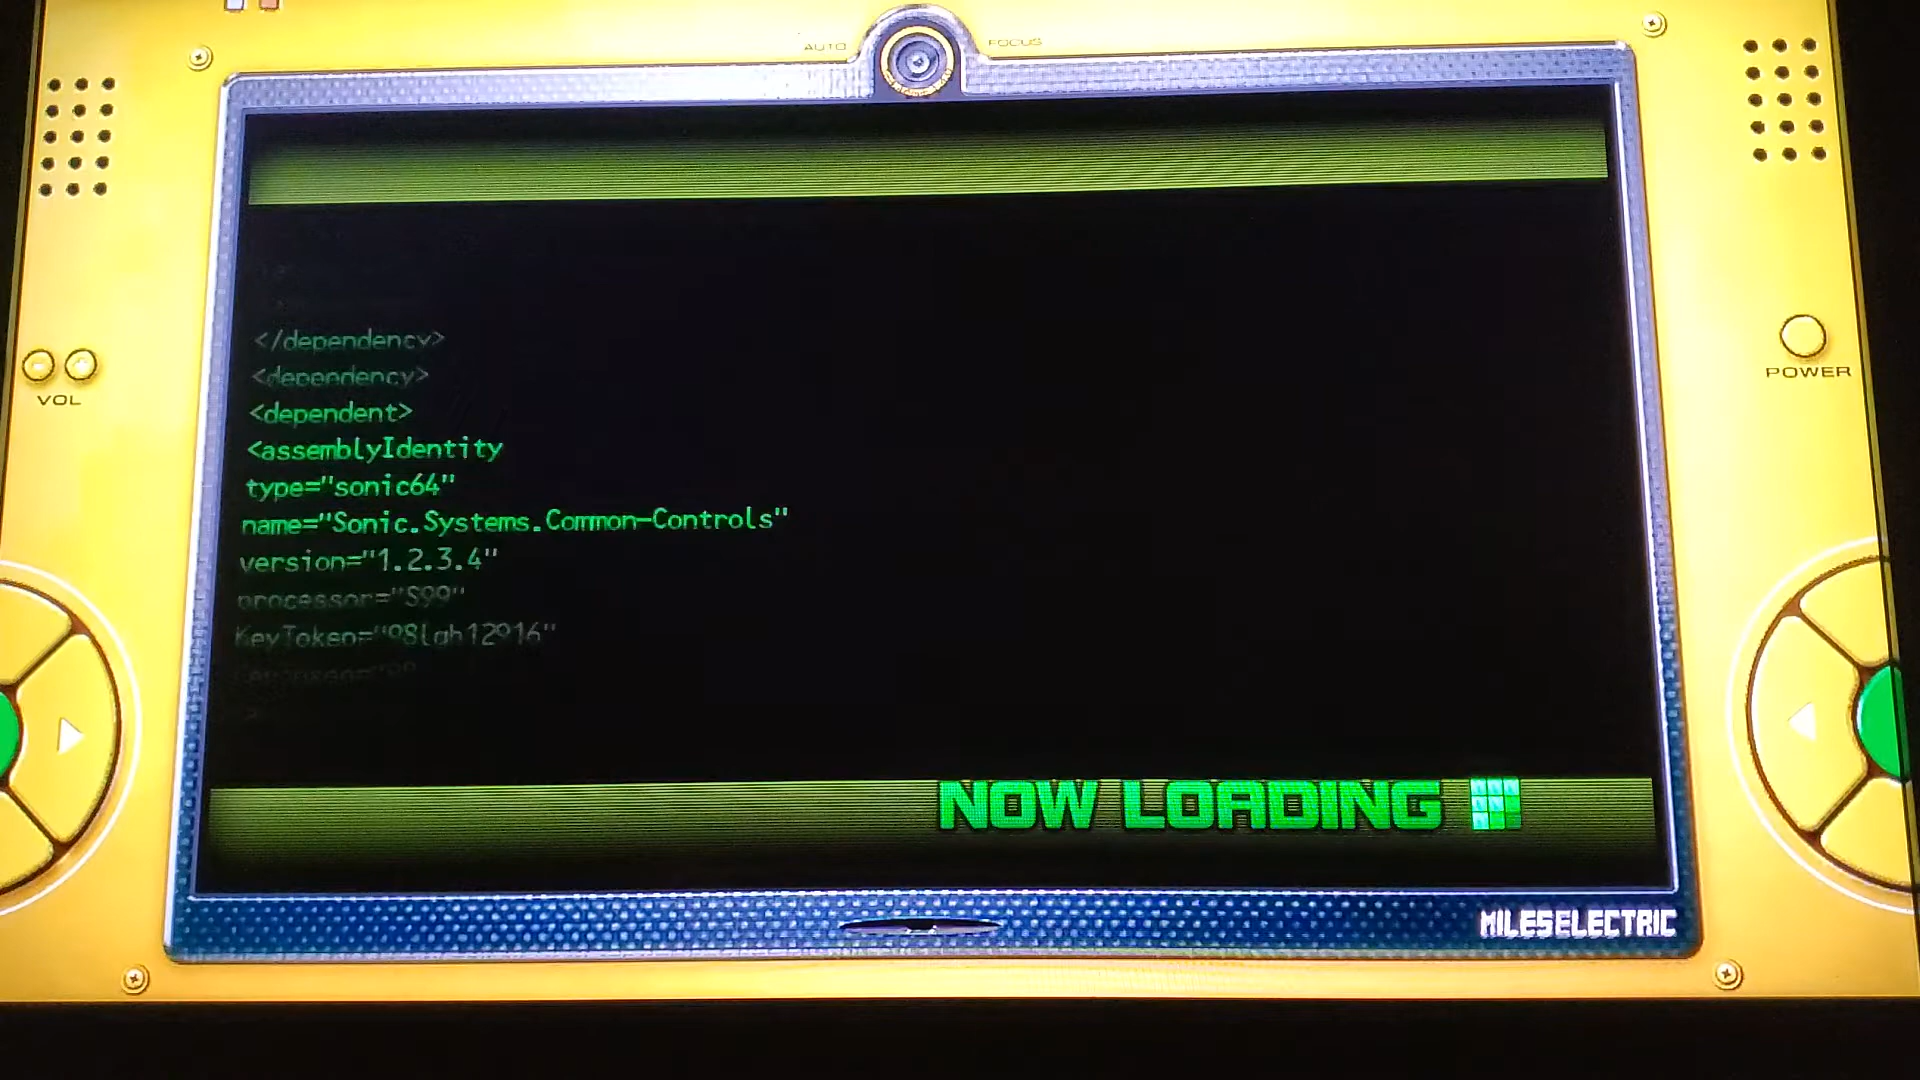 AUTO
FOCUS
</dependency>
<dependency>
<dependent>
<assemblyIdentity
type="sonic64"
name="Sonic.Systems.Common-Controls"
version="1.2.3.4"
processor="S99"
VOL
POWER
NOW LOADING
MILESELECTRIC